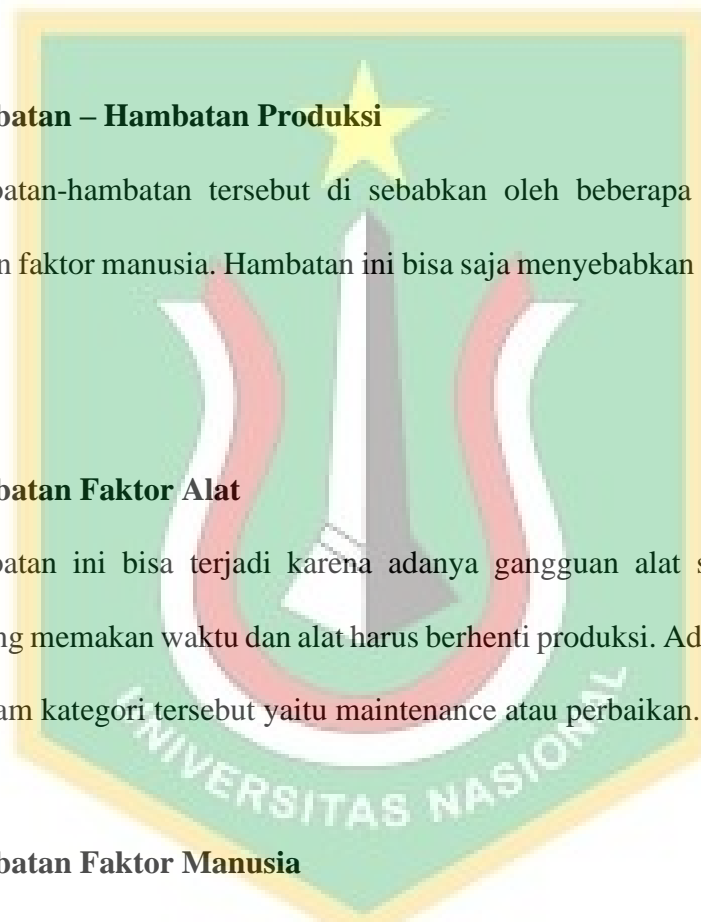 batan – Hambatan Produksi
batan-hambatan tersebut di sebabkan oleh beberapa
n faktor manusia. Hambatan ini bisa saja menyebabkan
batan Faktor Alat
batan ini bisa terjadi karena adanya gangguan alat s
ng memakan waktu dan alat harus berhenti produksi. Ad
am kategori tersebut yaitu maintenance atau perbaikan.
UNIVERSITAS NASIONAL
batan Faktor Manusia